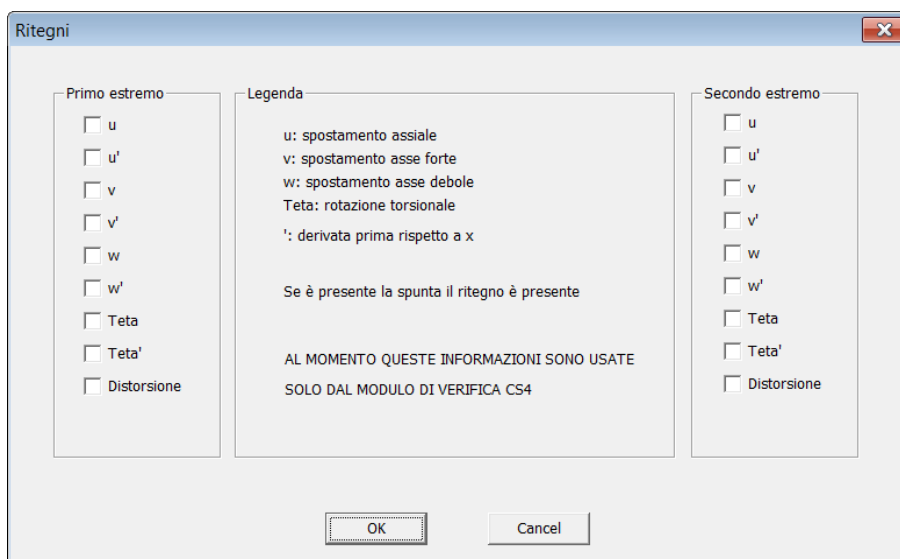 Ritegni
Primo estremo
u
u'
v
v'
w
w'
Teta
Teta'
Distorsione
Legenda
u: spostamento assiale
v: spostamento asse forte
w: spostamento asse debole
Teta: rotazione torsionale
': derivata prima rispetto a x
Se è presente la spunta il ritegno è presente
AL MOMENTO QUESTE INFORMAZIONI SONO USATE
SOLO DAL MODULO DI VERIFICA CS4
Secondo estremo
u
u'
v
v'
w
w'
Teta
Teta'
Distorsione
OK
Cancel